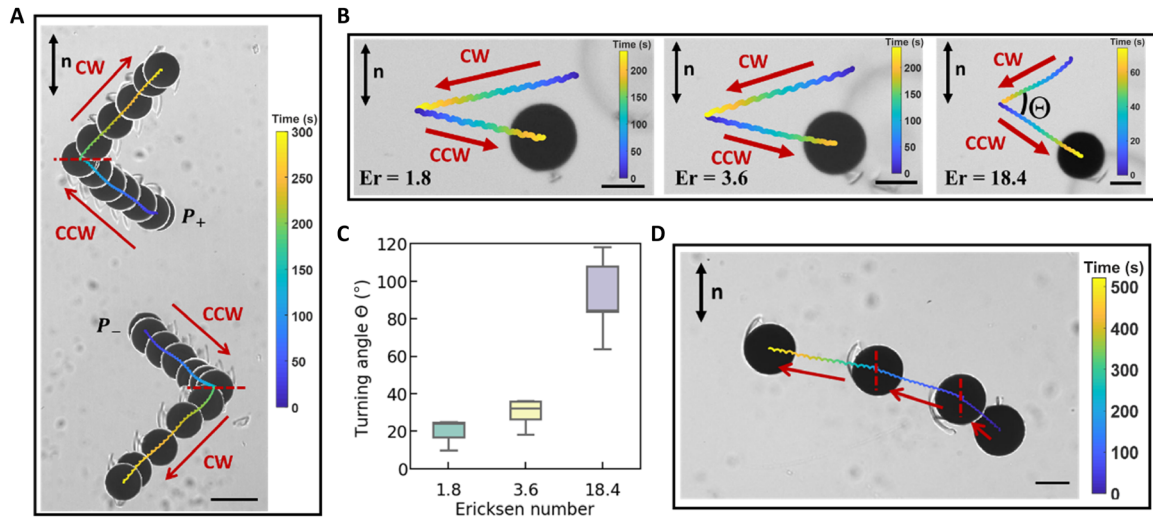 A
n
CW
CCW
P₊
P₋
CCW
CW
Time (s)
300
250
200
150
100
50
0
B
n
CW
CCW
Er = 1.8
Time (s)
200
150
100
50
0
n
CW
CCW
Er = 3.6
Time (s)
200
150
100
50
0
n
CW
Θ
CCW
Er = 18.4
Time (s)
60
40
20
0
C
Turning angle Θ (°)
120
100
80
60
40
20
0
1.8 3.6 18.4
Ericksen number
D
n
Time (s)
500
400
300
200
100
0